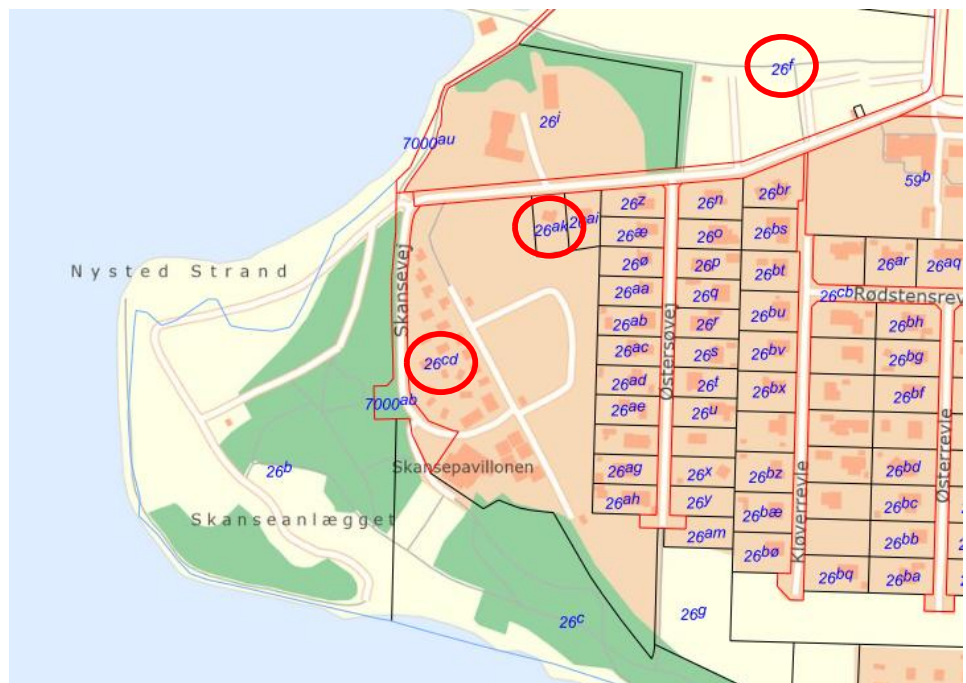 26f
7000au
26i
59b
26z
26n
26br
26ak
26ai
26æ
26o
26bs
26ø
26p
26bt
26ar
26aq
Nysted Strand
26aa
26q
26cb
Rødstensrev
Skansevej
26ab
26r
26bu
26bh
26ac
26s
26bv
26bg
Østersøvej
26cd
26ad
26t
26bx
26bf
7000ab
26ae
26u
Skansepavillonen
26b
26ag
26x
26bz
26bd
Østerrevle
26ah
26y
26bæ
Kløverrevle
26bc
Skanseanlægget
26am
26bø
26bb
26bq
26ba
26c
26g